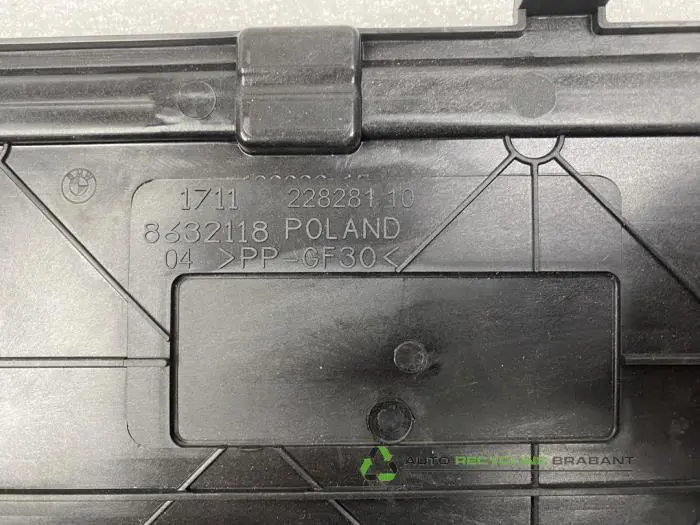 1711 228281.10
8632118 POLAND
04 >PP-GF30<
AUTO RECYCLING BRABANT